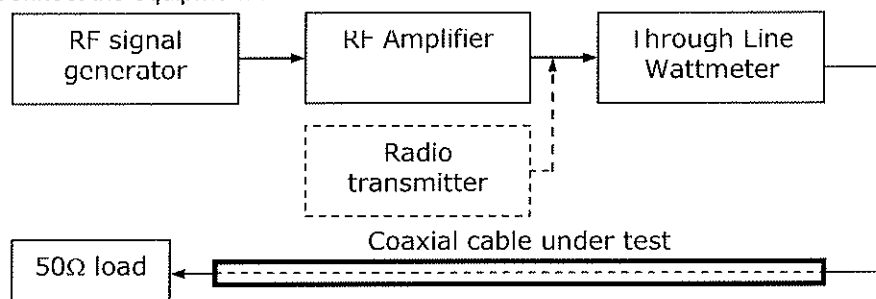 RF signal
generator
RF Amplifier
Through Line
Wattmeter
Radio
transmitter
Coaxial cable under test
50Ω load